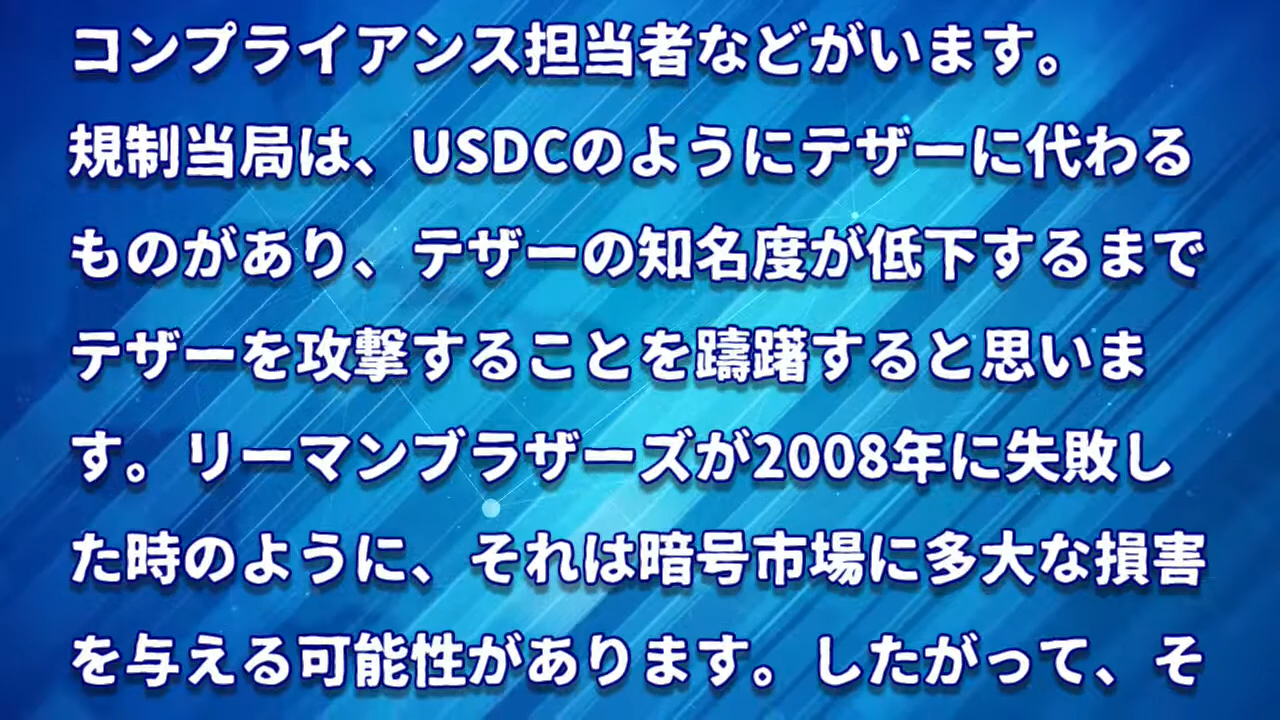 コンプライアンス担当者などがいます。
規制当局は、USDCのようにテザーに代わる
ものがあり、テザーの知名度が低下するまで
テザーを攻撃することを躊躇すると思いま
す。リーマンブラザーズが2008年に失敗し
た時のように、それは暗号市場に多大な損害
を与える可能性があります。したがって、そ